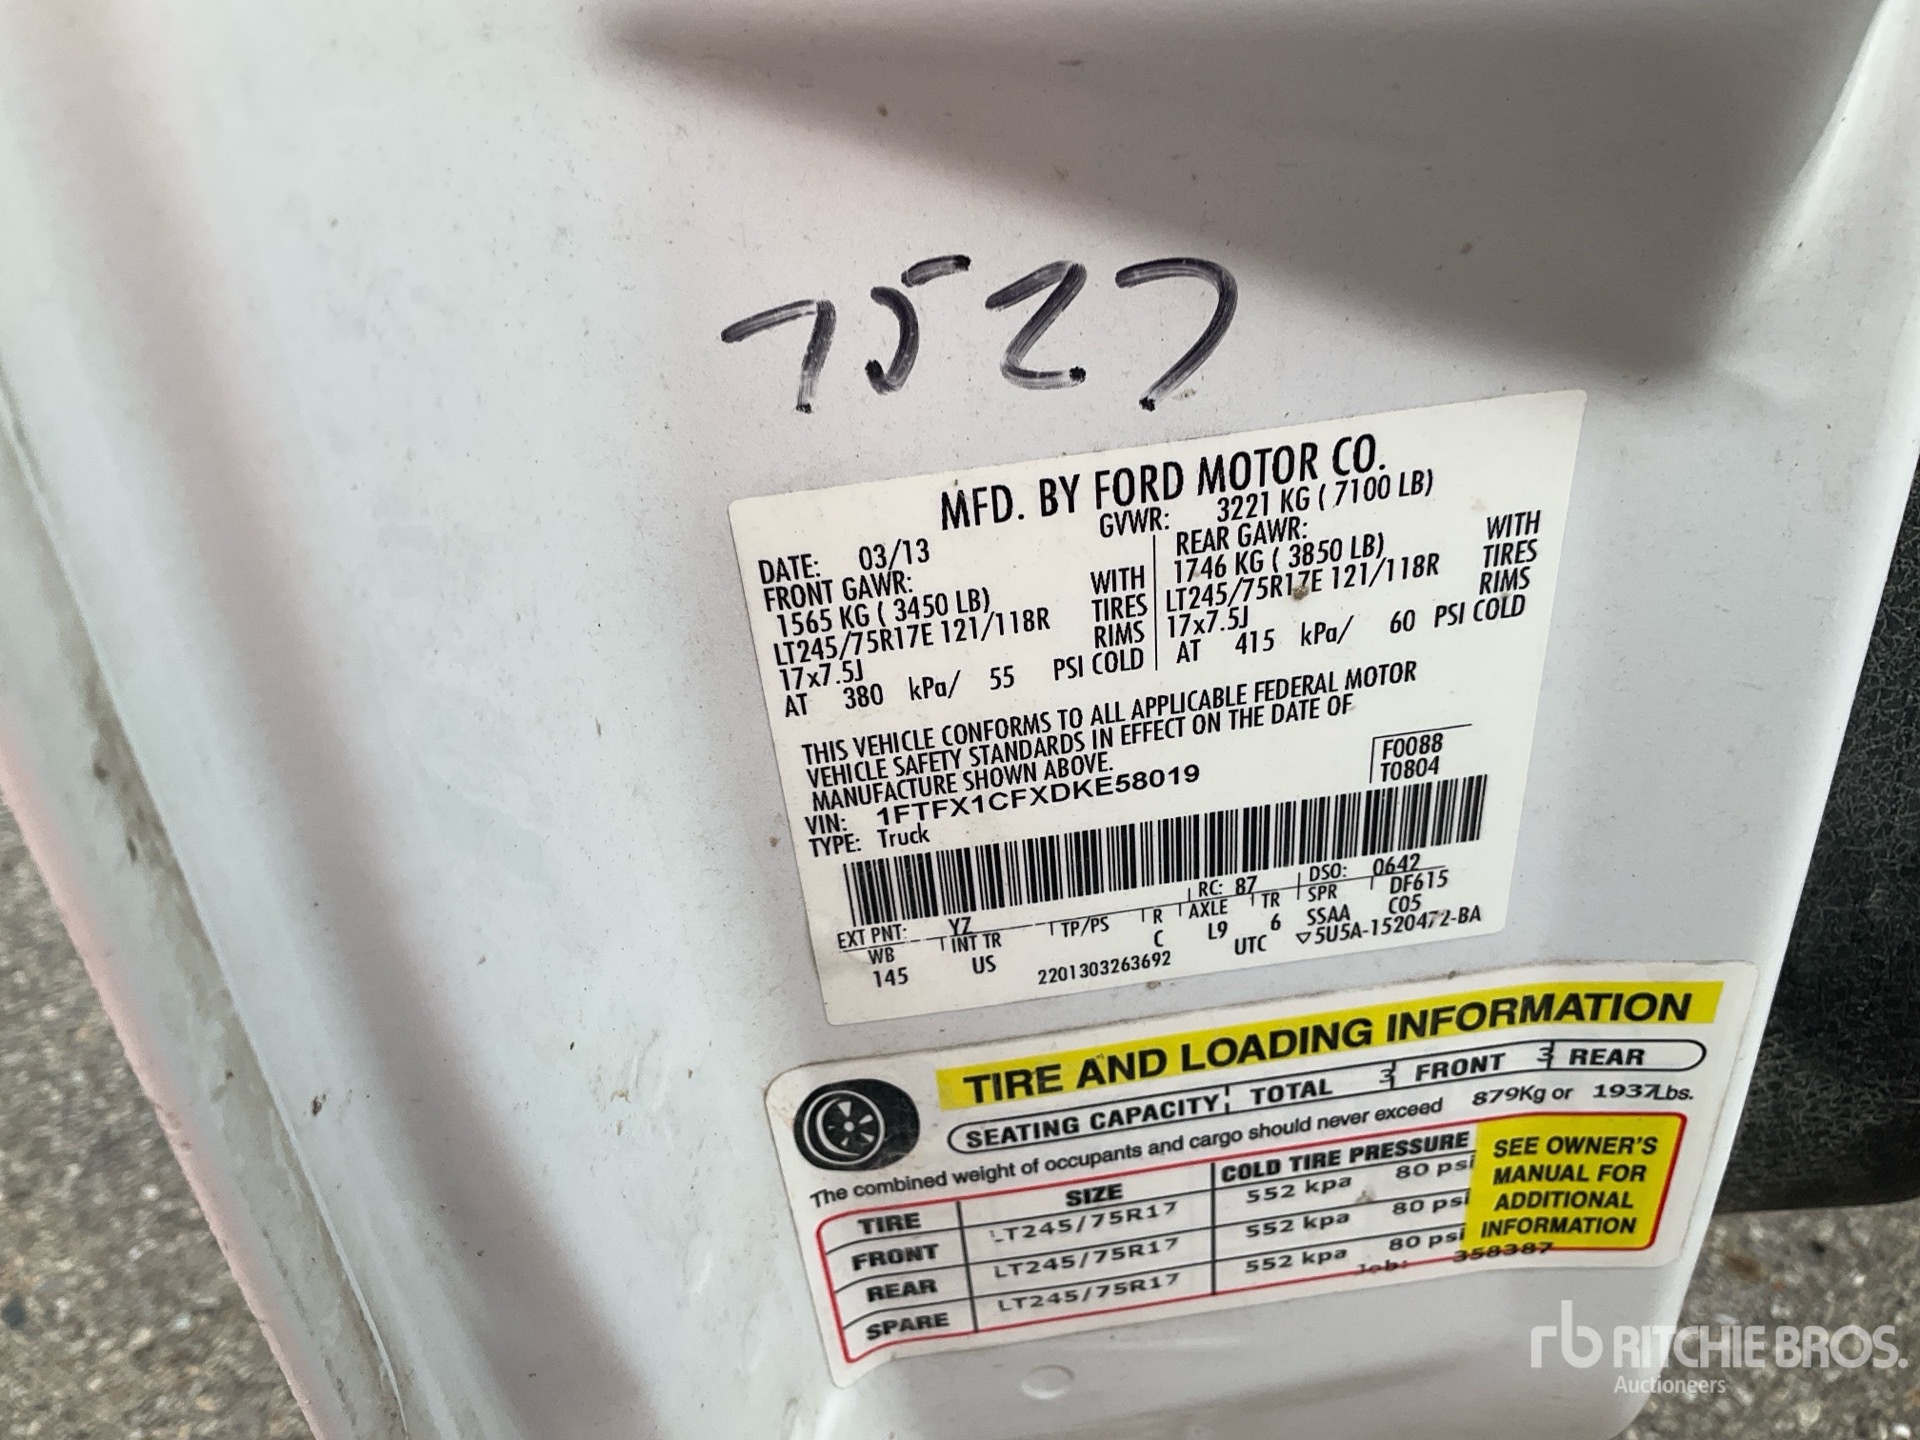 7527
MFD. BY FORD MOTOR CO.
DATE: 03/13 GVWR: 3221 KG ( 7100 LB)
FRONT GAWR: REAR GAWR:
1565 KG ( 3450 LB) WITH 1746 KG ( 3850 LB) WITH
LT245/75R17E 121/118R TIRES LT245/75R17E 121/118R TIRES
17x7.5J RIMS 17x7.5J RIMS
AT 380 kPa/ 55 PSI COLD AT 415 kPa/ 60 PSI COLD
THIS VEHICLE CONFORMS TO ALL APPLICABLE FEDERAL MOTOR
VEHICLE SAFETY STANDARDS IN EFFECT ON THE DATE OF
MANUFACTURE SHOWN ABOVE.
F0088
VIN: 1FTFX1CFXDKE58019 T0804
TYPE: Truck
EXT PNT: YZ RC: 87 DSO: 0642
WB INT TR TP/PS R AXLE TR SPR DF615
145 US C L9 6 SSAA C05
2201303263692 UTC ▽5U5A-1520472-BA
TIRE AND LOADING INFORMATION
SEATING CAPACITY TOTAL 3 FRONT 3 REAR
The combined weight of occupants and cargo should never exceed 879Kg or 1937Lbs.
TIRE SIZE COLD TIRE PRESSURE
FRONT LT245/75R17 552 kpa 80 psi
REAR LT245/75R17 552 kpa 80 psi
SPARE LT245/75R17 552 kpa 80 psi
SEE OWNER'S
MANUAL FOR
ADDITIONAL
INFORMATION
Job: 358387
rb RITCHIE BROS.
Auctioneers